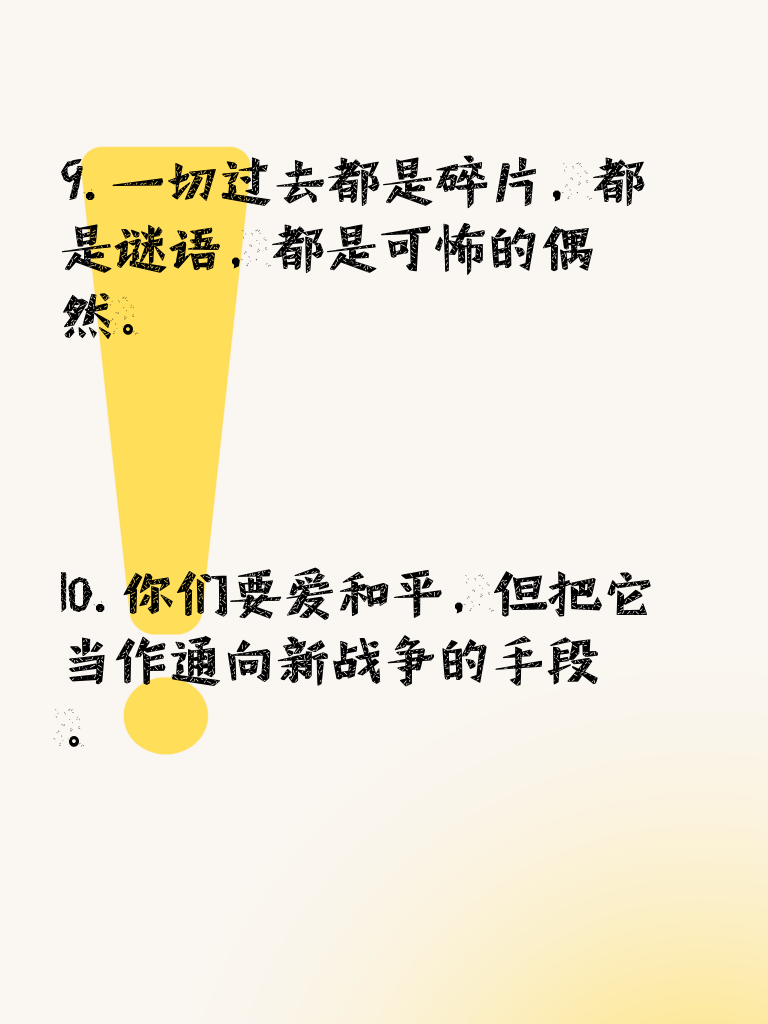 9. 一切过去都是碎片，都
是谜语，都是可怖的偶
然。
10. 你们要爱和平，但把它
当作通向新战争的手段
。